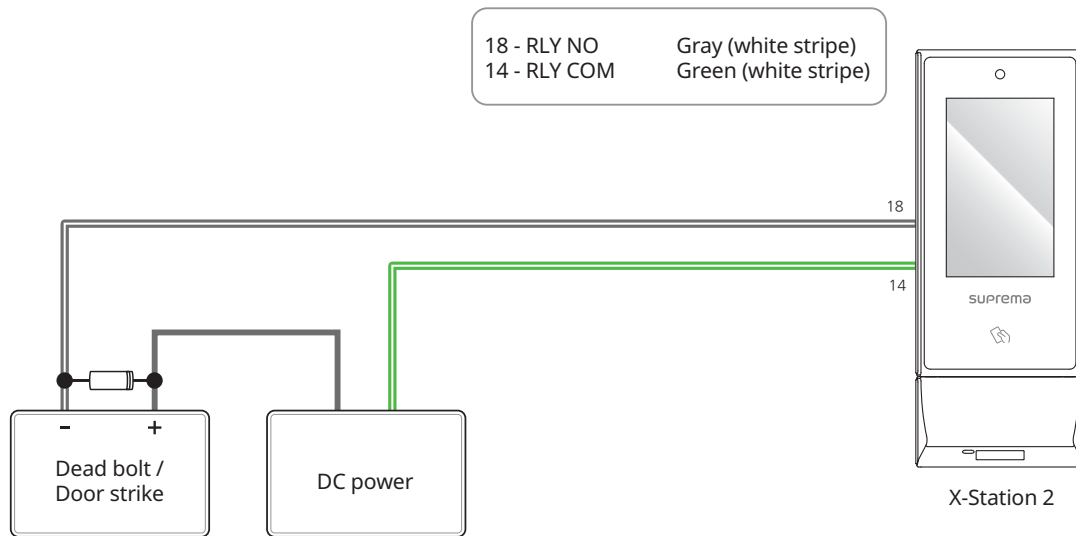 18 - RLY NO Gray (white stripe)
14 - RLY COM Green (white stripe)
18
14
suprema
- +
Dead bolt /
Door strike
DC power
X-Station 2